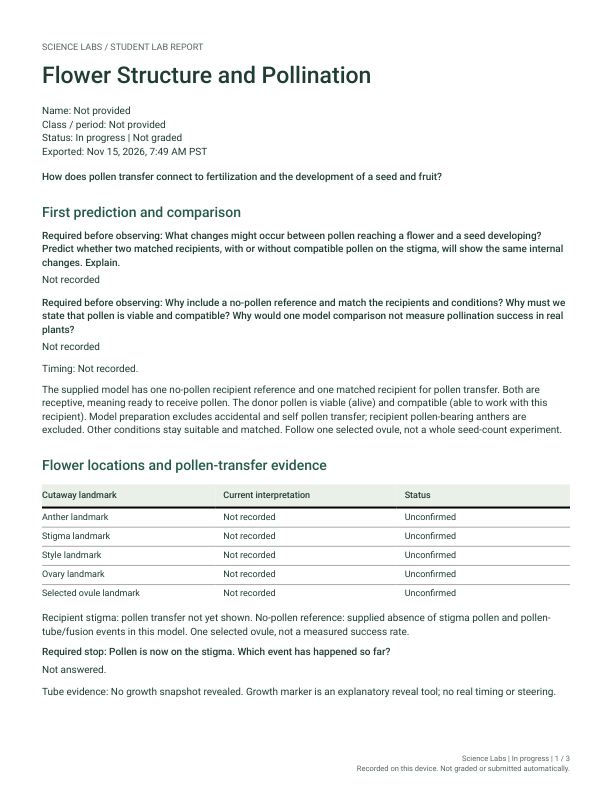 SCIENCE LABS / STUDENT LAB REPORT
Flower Structure and Pollination
Name: Not provided
Class / period: Not provided
Status: In progress | Not graded
Exported: Nov 15, 2026, 7:49 AM PST
How does pollen transfer connect to fertilization and the development of a seed and fruit?
First prediction and comparison
Required before observing: What changes might occur between pollen reaching a flower and a seed developing?
Predict whether two matched recipients, with or without compatible pollen on the stigma, will show the same internal
changes. Explain.
Not recorded
Required before observing: Why include a no-pollen reference and match the recipients and conditions? Why must we
state that pollen is viable and compatible? Why would one model comparison not measure pollination success in real
plants?
Not recorded
Timing: Not recorded.
The supplied model has one no-pollen recipient reference and one matched recipient for pollen transfer. Both are
receptive, meaning ready to receive pollen. The donor pollen is viable (alive) and compatible (able to work with this
recipient). Model preparation excludes accidental and self pollen transfer; recipient pollen-bearing anthers are
excluded. Other conditions stay suitable and matched. Follow one selected ovule, not a whole seed-count experiment.
Flower locations and pollen-transfer evidence
Cutaway landmark Current interpretation Status
Anther landmark Not recorded Unconfirmed
Stigma landmark Not recorded Unconfirmed
Style landmark Not recorded Unconfirmed
Ovary landmark Not recorded Unconfirmed
Selected ovule landmark Not recorded Unconfirmed
Recipient stigma: pollen transfer not yet shown. No-pollen reference: supplied absence of stigma pollen and pollen-
tube/fusion events in this model. One selected ovule, not a measured success rate.
Required stop: Pollen is now on the stigma. Which event has happened so far?
Not answered.
Tube evidence: No growth snapshot revealed. Growth marker is an explanatory reveal tool; no real timing or steering.
Science Labs | In progress | 1 / 3
Recorded on this device. Not graded or submitted automatically.